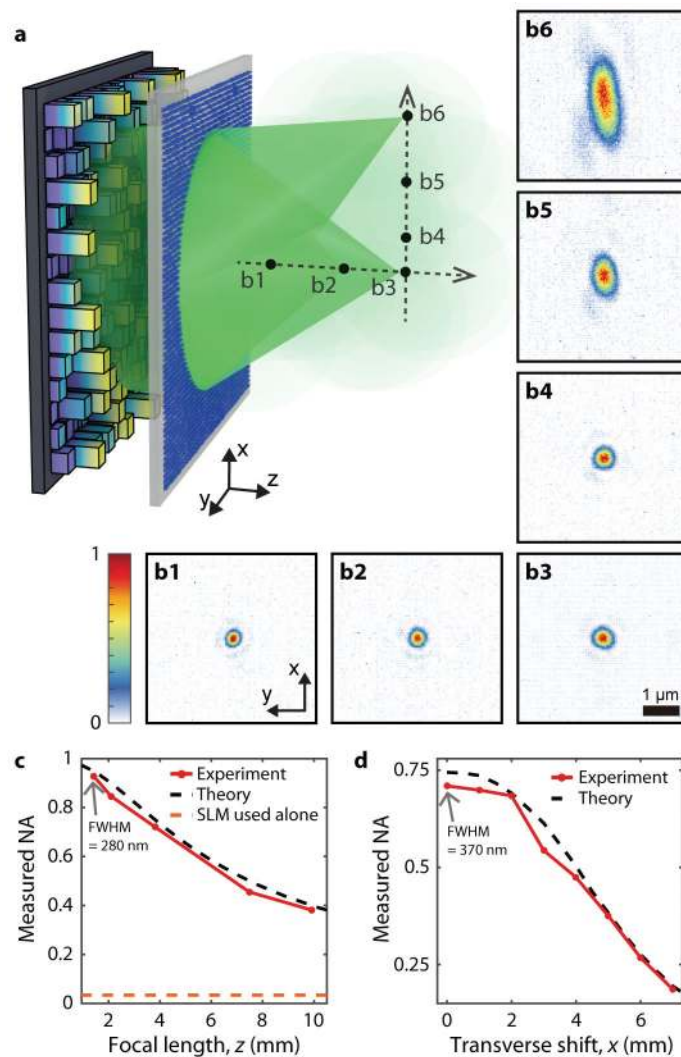 a
b6
b5
b4
b1
b2
b3
x
y
z
b6
b5
b4
1
0
b1
x
y
b2
b3
1 µm
c
1
0.8
0.6
0.4
0
Measured NA
Experiment
Theory
SLM used alone
FWHM
= 280 nm
2
4
6
8
10
Focal length, z (mm)
d
0.75
0.5
0.25
Measured NA
Experiment
Theory
FWHM
= 370 nm
0
2
4
6
Transverse shift, x (mm)